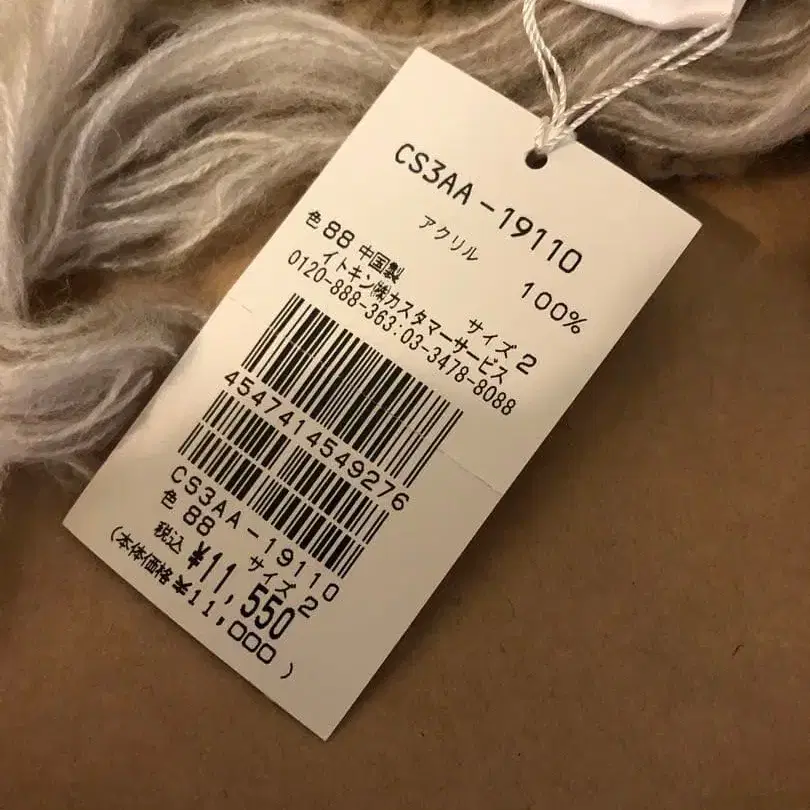 CS3AA-19110
アクリル 100%
色 88 中国製 サイズ 2
イトキン㈱カスタマーサービス
0120-888-363:03-3478-8088
4547414549276
CS3AA-19110
色 88 サイズ 2
税込 ¥11,550
(本体価格 ¥11,000)